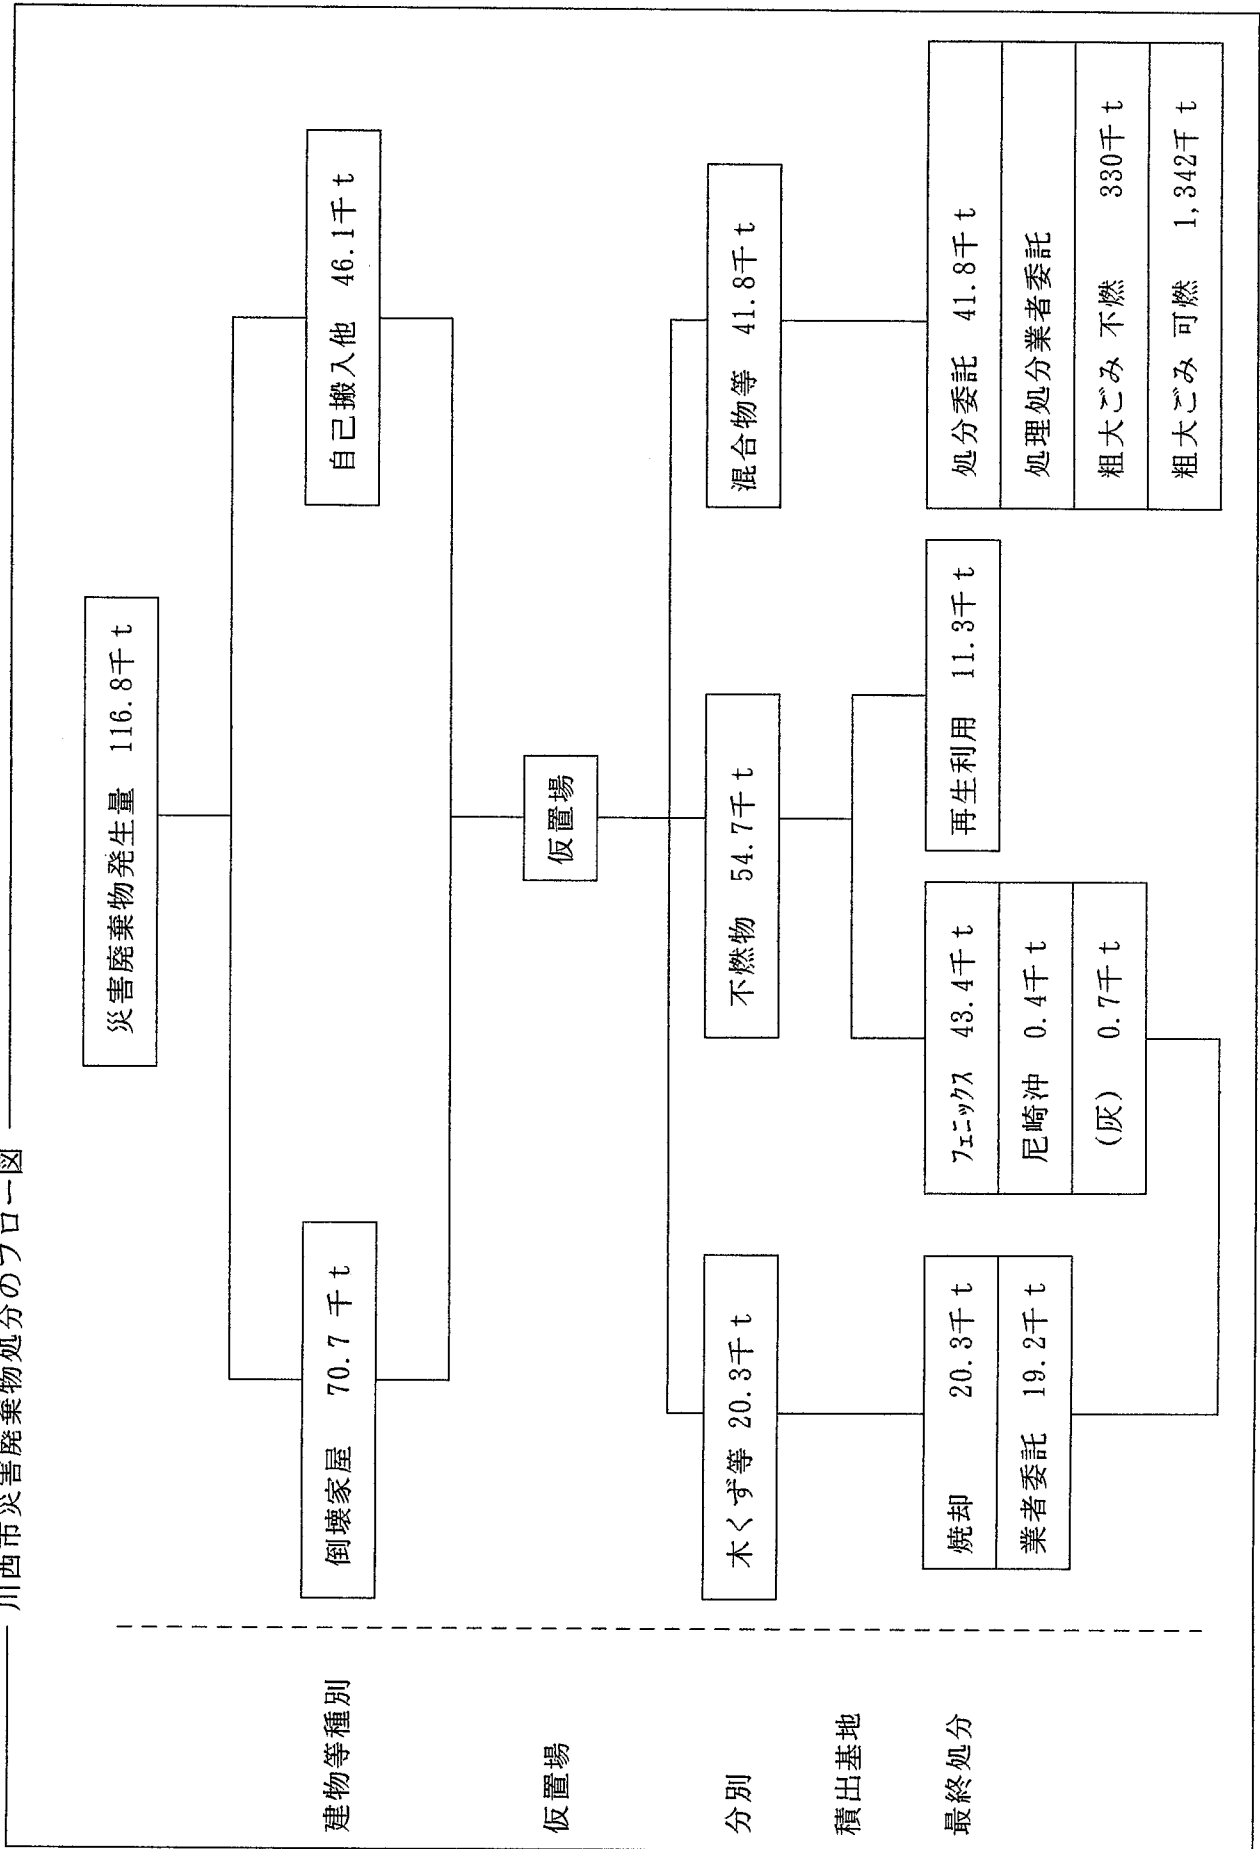 川西市災害廃棄物処分のフロー図
災害廃棄物発生量 116.8千t
建物等種別
倒壊家屋 70.7 千t
自己搬入他 46.1千t
仮置場
仮置場
分別
木くず等 20.3千t
不燃物 54.7千t
混合物等 41.8千t
積出基地
最終処分
焼却 20.3千t
業者委託 19.2千t
フェニックス 43.4千t
尼崎沖 0.4千t
(灰) 0.7千t
再生利用 11.3千t
処分委託 41.8千t
処理処分業者委託
粗大ごみ 不燃 330千t
粗大ごみ 可燃 1,342千t